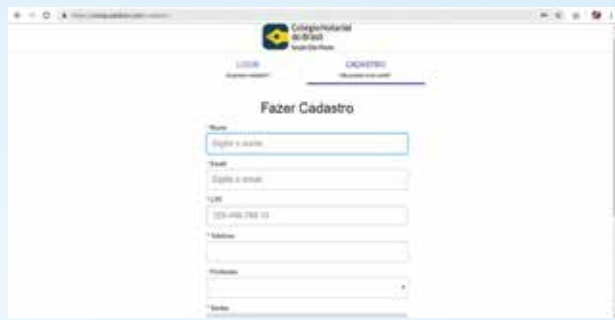 Colégio Notarial
do Brasil
Seção São Paulo
LOGIN
CADASTRO
Fazer Cadastro
*Nome
Digite o nome
*Email
Digite o email
*CPF
*Telefone
*Profissão
*Senha